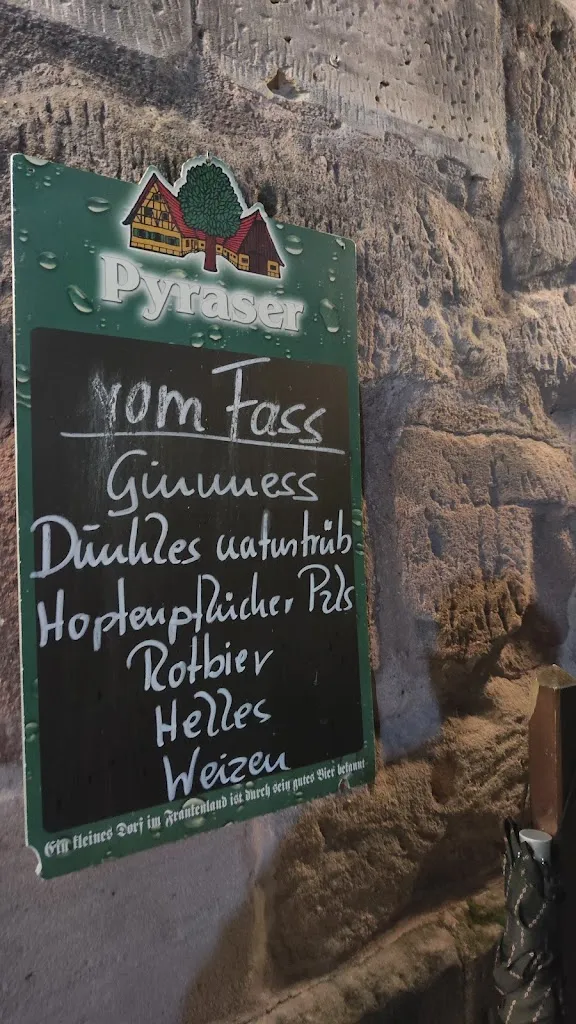 Pyraser
vom Fass
Ginuness
Dunkles naturtrüb
Hopfenpflücker Pils
Rotbier
Helles
Weizen
Ein kleines Dorf im Frankenland ist durch sein gutes Bier bekannt